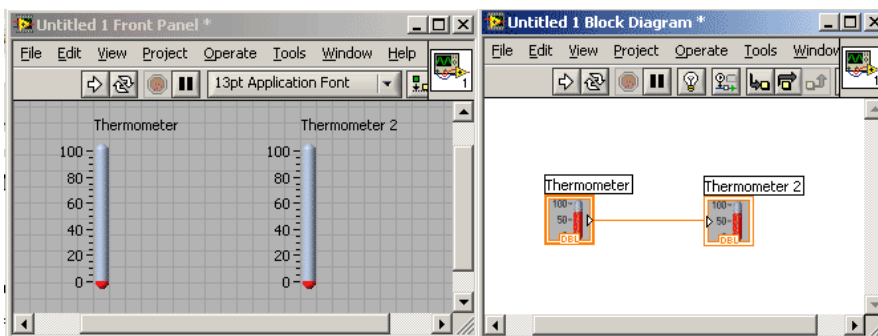 Untitled 1 Front Panel *
File Edit View Project Operate Tools Window Help
13pt Application Font
1
Thermometer Thermometer 2
100 100
80 80
60 60
40 40
20 20
0 0
Untitled 1 Block Diagram *
File Edit View Project Operate Tools Window
1
Thermometer Thermometer 2
100 100
50 50
DBL DBL